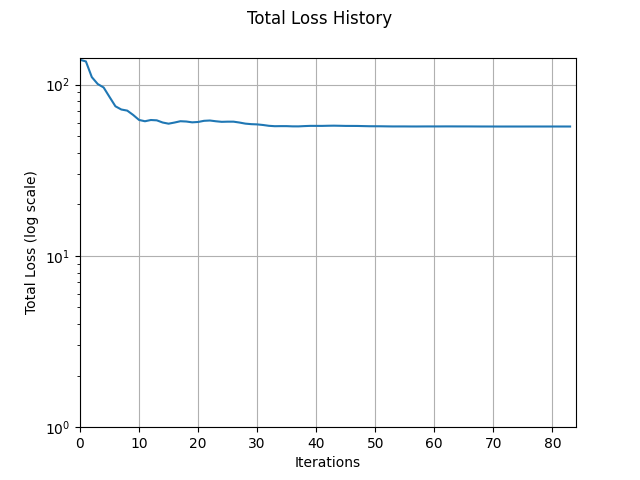 Total Loss History
Total Loss (log scale)
10²
10¹
10⁰
0 10 20 30 40 50 60 70 80
Iterations